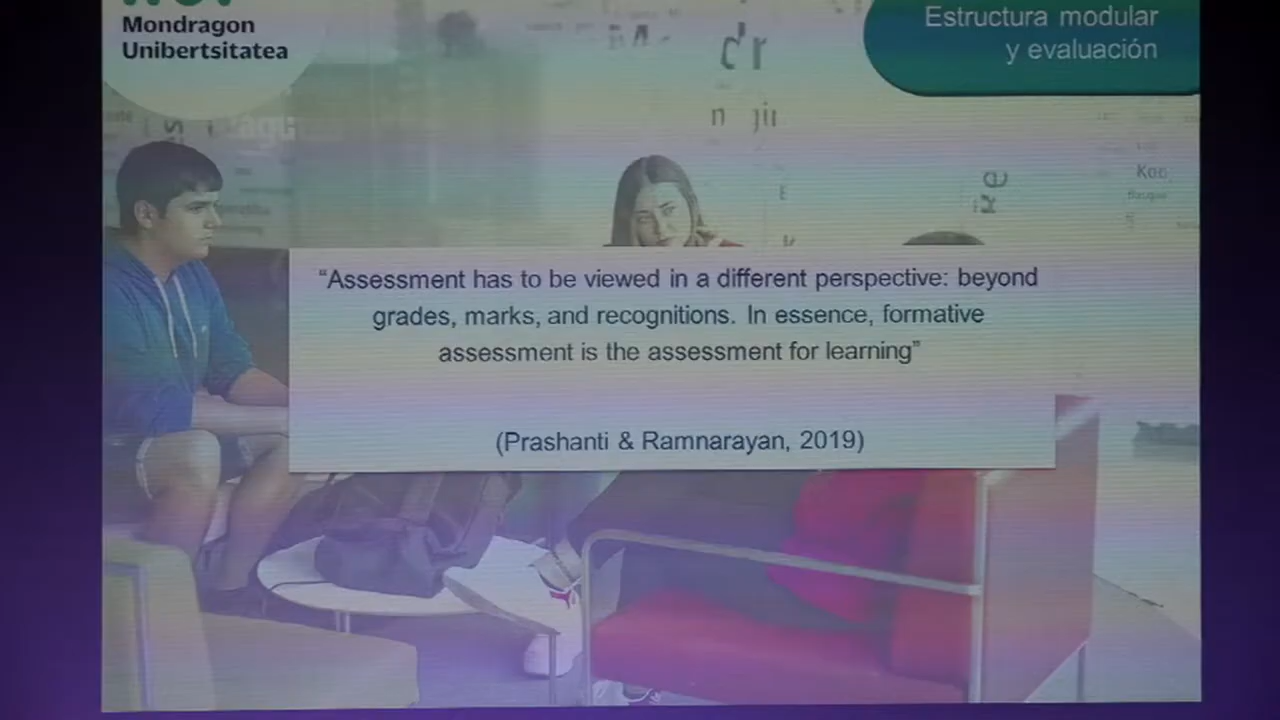 Mondragon
Unibertsitatea
Estructura modular
y evaluación
“Assessment has to be viewed in a different perspective: beyond
grades, marks, and recognitions. In essence, formative
assessment is the assessment for learning”
(Prashanti & Ramnarayan, 2019)